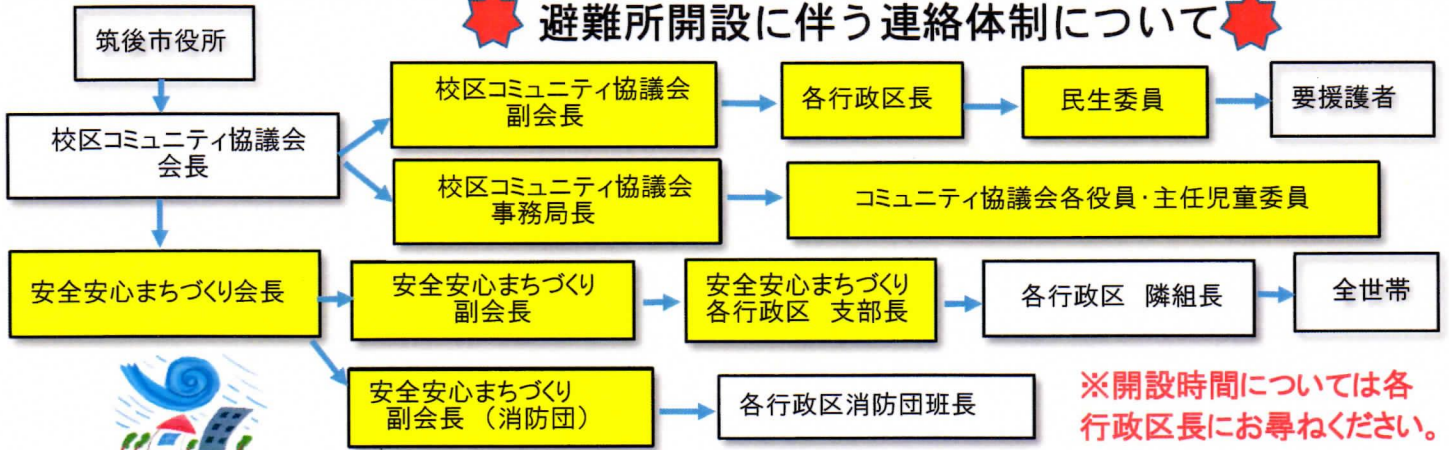 避難所開設に伴う連絡体制について
筑後市役所
校区コミュニティ協議会
会長
校区コミュニティ協議会
副会長
各行政区長
民生委員
要援護者
校区コミュニティ協議会
事務局長
コミュニティ協議会各役員・主任児童委員
安全安心まちづくり会長
安全安心まちづくり
副会長
安全安心まちづくり
各行政区 支部長
各行政区 隣組長
全世帯
安全安心まちづくり
副会長 (消防団)
各行政区消防団班長
※開設時間については各
行政区長にお尋ねください。